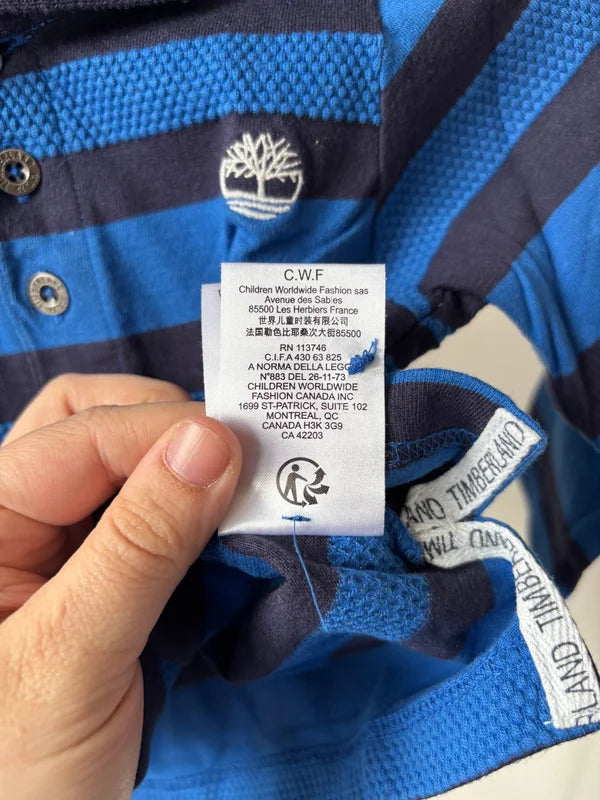 C.W.F
Children Worldwide Fashion sas
Avenue des Sables
85500 Les Herbiers France
世界儿童时装有限公司
法国勒色比耶桑次大街85500
RN 113746
C.I.F.A 430 63 825
A NORMA DELLA LEGGE
N°883 DEL 26-11-73
CHILDREN WORLDWIDE
FASHION CANADA INC
1699 ST-PATRICK, SUITE 102
MONTREAL, QC
CANADA H3K 3G9
CA 42203
AND TIMBERLAND
AND TIMBERLAND TIM
LAND